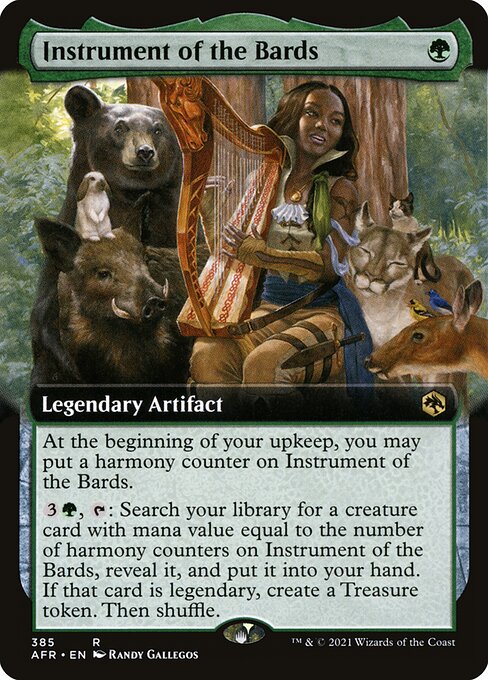 Instrument of the Bards
Legendary Artifact
At the beginning of your upkeep, you may
put a harmony counter on Instrument of
the Bards.
3 , : Search your library for a creature
card with mana value equal to the number
of harmony counters on Instrument of the
Bards, reveal it, and put it into your hand.
If that card is legendary, create a Treasure
token. Then shuffle.
385 R
AFR • EN Randy Gallegos
™ & © 2021 Wizards of the Coast